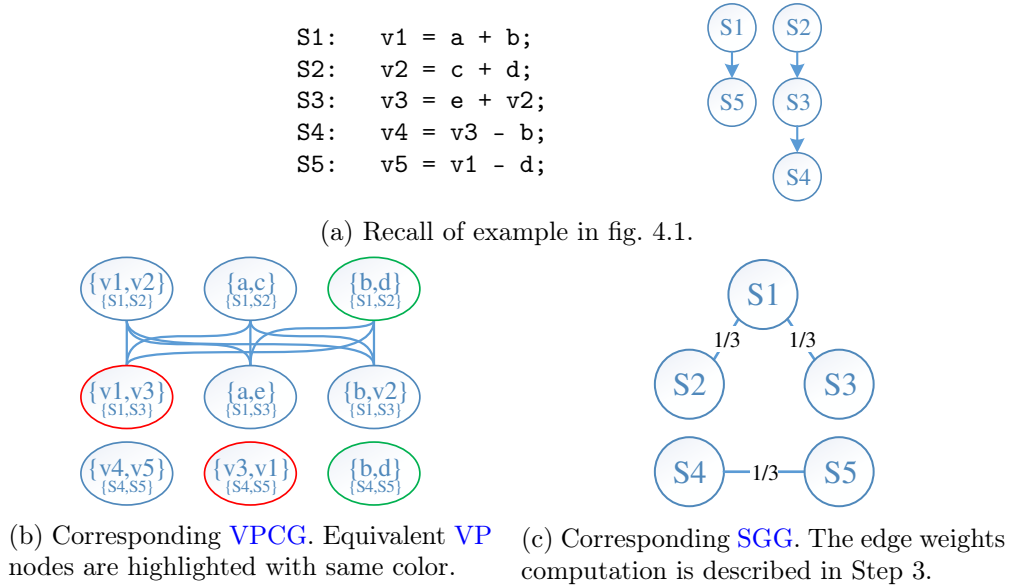 S1: v1 = a + b;
S2: v2 = c + d;
S3: v3 = e + v2;
S4: v4 = v3 - b;
S5: v5 = v1 - d;
S1 S2
S5 S3
S4
(a) Recall of example in fig. 4.1.
{v1,v2} {a,c} {b,d}
{S1,S2} {S1,S2} {S1,S2}
{v1,v3} {a,e} {b,v2}
{S1,S3} {S1,S3} {S1,S3}
{v4,v5} {v3,v1} {b,d}
{S4,S5} {S4,S5} {S4,S5}
(b) Corresponding VPCG. Equivalent VP
nodes are highlighted with same color.
S1
1/3 1/3
S2 S3
S4 1/3 S5
(c) Corresponding SGG. The edge weights
computation is described in Step 3.